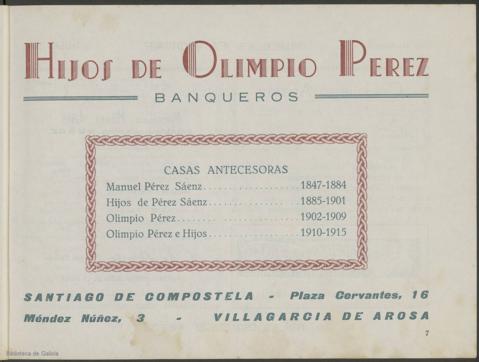 HIJOS DE OLIMPIO PEREZ
BANQUEROS
CASAS ANTECESORAS
Manuel Pérez Sáenz.................1847-1884
Hijos de Pérez Sáenz................1885-1901
Olimpio Pérez......................1902-1909
Olimpio Pérez e Hijos................1910-1915
SANTIAGO DE COMPOSTELA - Plaza Cervantes, 16
Méndez Núñez, 3 - VILLAGARCIA DE AROSA
7
Biblioteca de Galicia